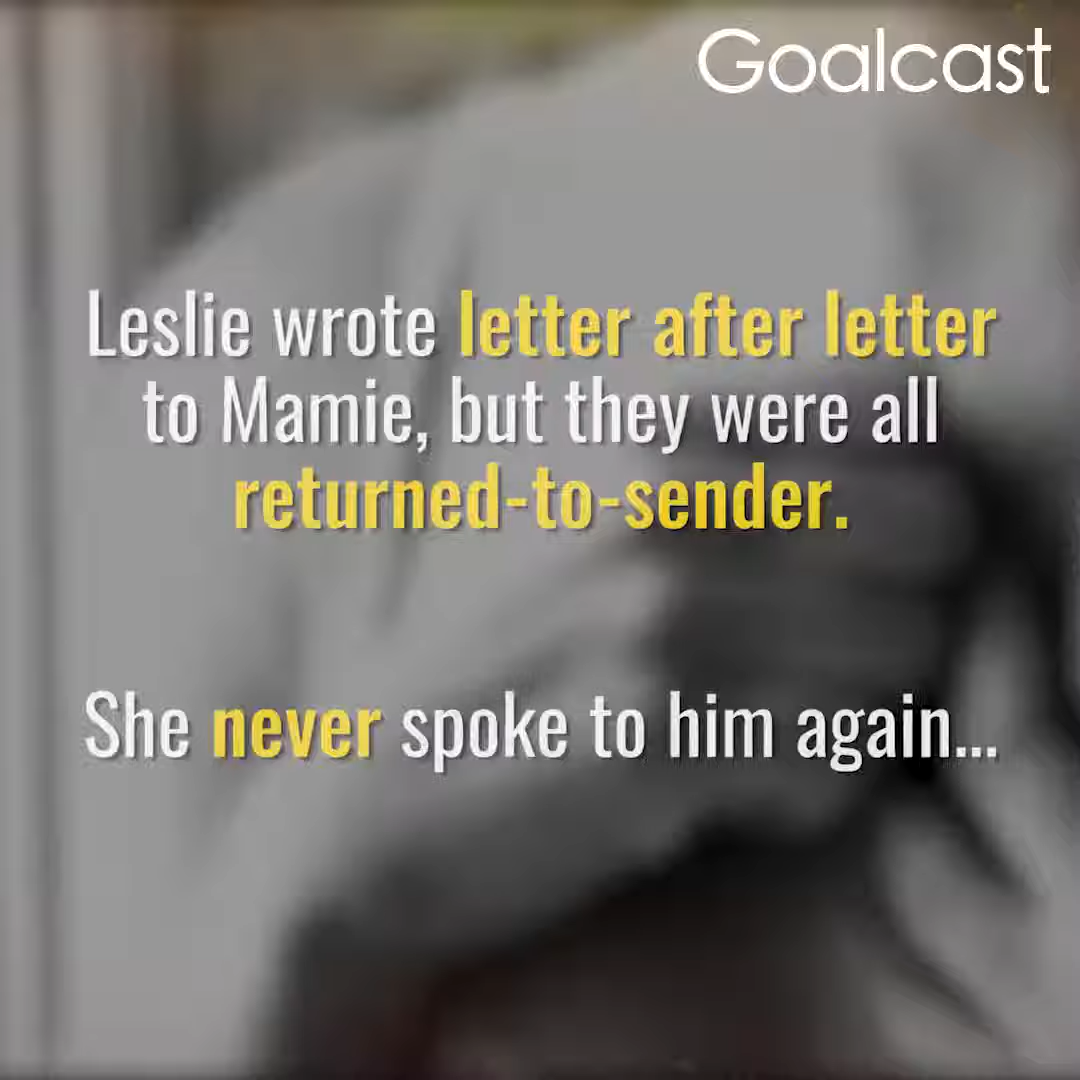 Goalcast
Leslie wrote letter after letter
to Mamie, but they were all
returned-to-sender.
She never spoke to him again...